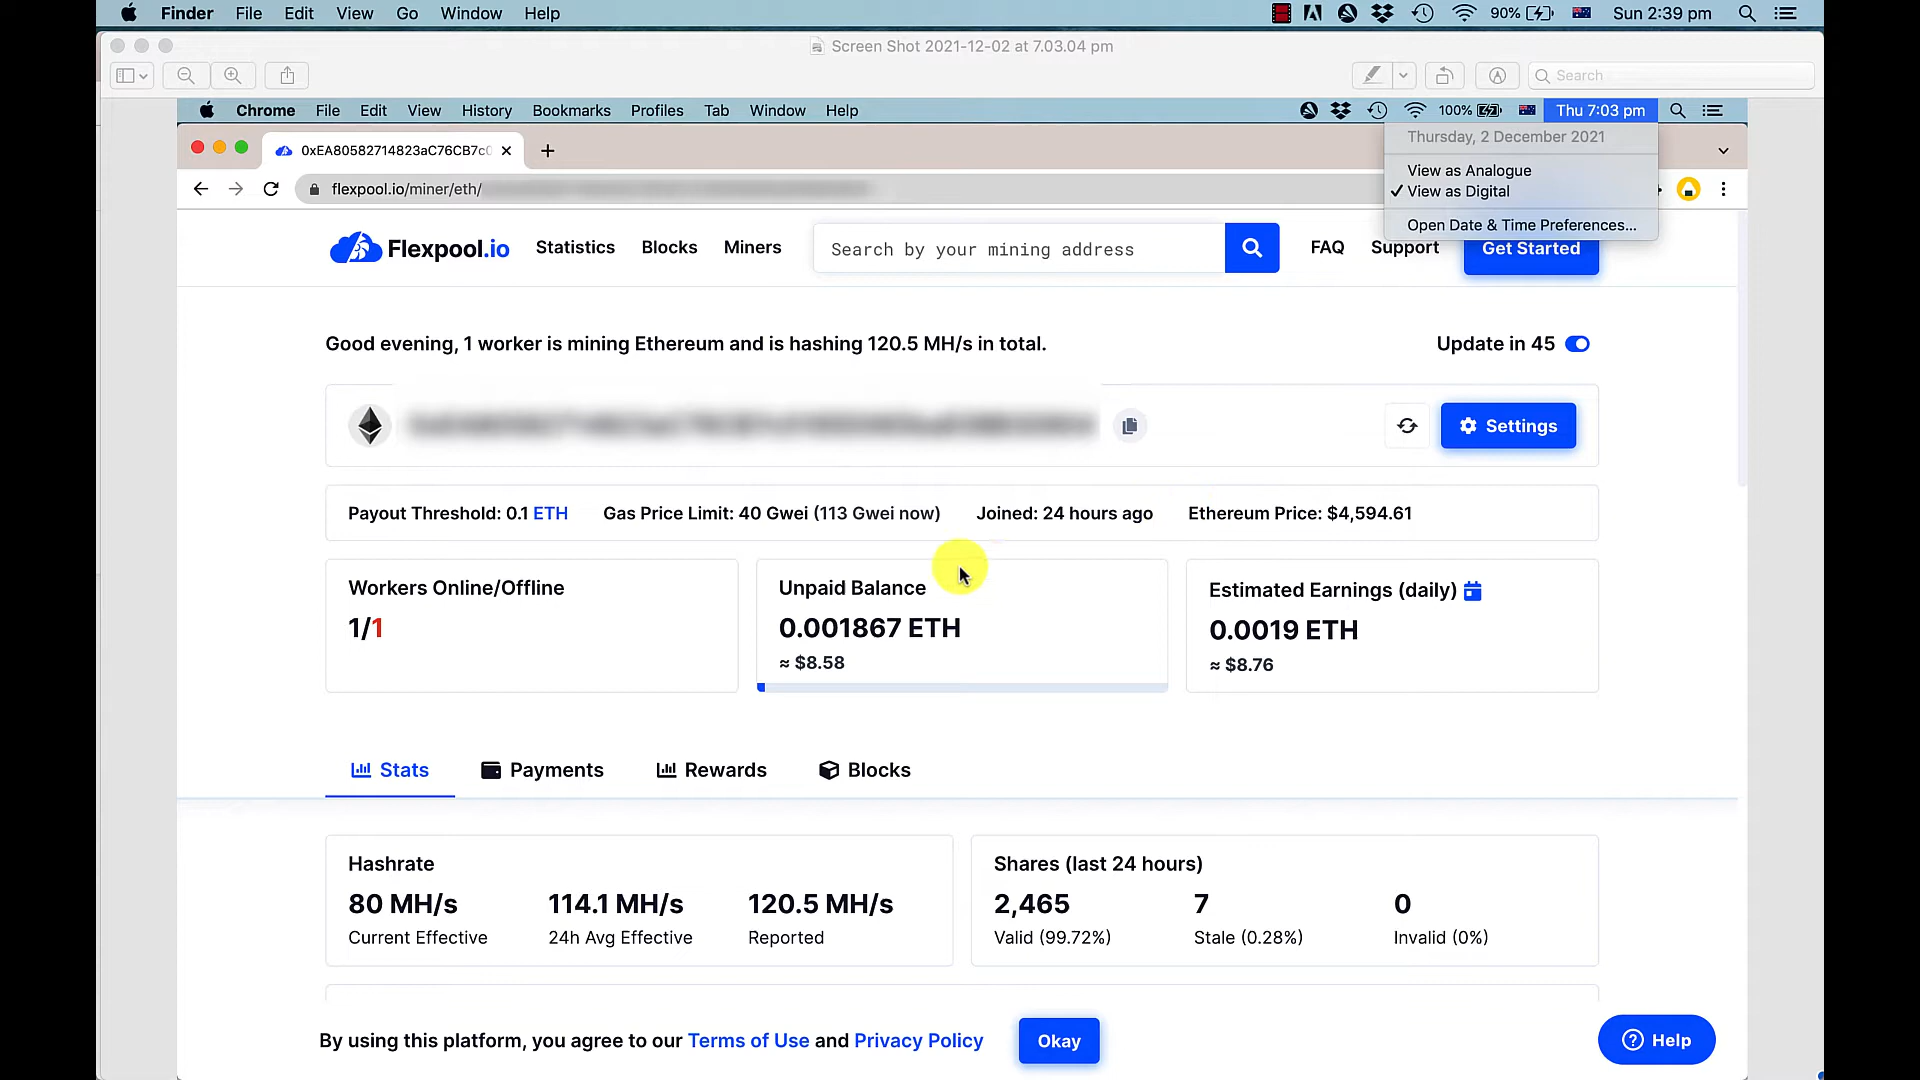 Finder File Edit View Go Window Help 90% Sun 2:39 pm
Screen Shot 2021-12-02 at 7.03.04 pm
Search
Chrome File Edit View History Bookmarks Profiles Tab Window Help 100% Thu 7:03 pm
Thursday, 2 December 2021
0xEA80582714823aC76CB7c0
View as Analogue
flexpool.io/miner/eth/
✓ View as Digital
Open Date & Time Preferences...
Flexpool.io Statistics Blocks Miners Search by your mining address FAQ Support Get Started
Good evening, 1 worker is mining Ethereum and is hashing 120.5 MH/s in total. Update in 45
Settings
Payout Threshold: 0.1 ETH Gas Price Limit: 40 Gwei (113 Gwei now) Joined: 24 hours ago Ethereum Price: $4,594.61
Workers Online/Offline Unpaid Balance Estimated Earnings (daily)
1/1 0.001867 ETH 0.0019 ETH
≈ $8.58 ≈ $8.76
Stats Payments Rewards Blocks
Hashrate Shares (last 24 hours)
80 MH/s 114.1 MH/s 120.5 MH/s 2,465 7 0
Current Effective 24h Avg Effective Reported Valid (99.72%) Stale (0.28%) Invalid (0%)
By using this platform, you agree to our Terms of Use and Privacy Policy Okay Help